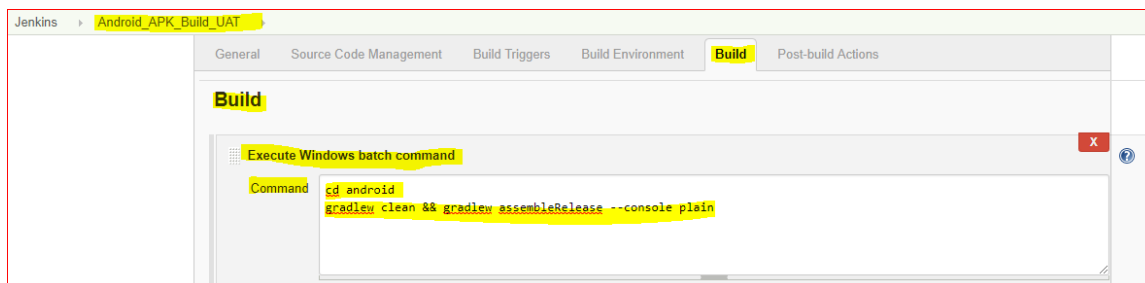 Jenkins Android_APK_Build_UAT
General Source Code Management Build Triggers Build Environment Build Post-build Actions
Build
X
Execute Windows batch command
?
Command cd android
gradlew clean && gradlew assembleRelease --console plain